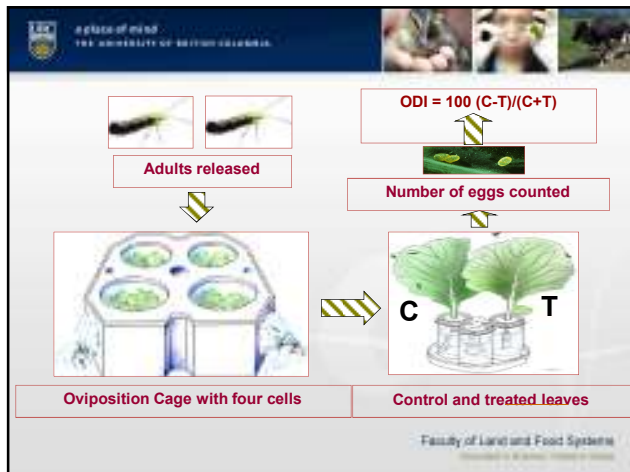 UBC
a place of mind
THE UNIVERSITY OF BRITISH COLUMBIA
ODI = 100 (C-T)/(C+T)
Adults released
Number of eggs counted
C
T
Oviposition Cage with four cells
Control and treated leaves
Faculty of Land and Food Systems